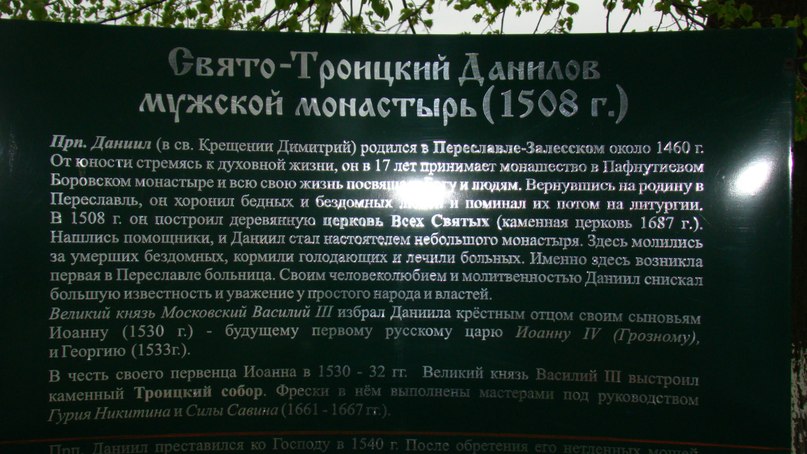 Свято-Троицкий Данилов
мужской монастырь (1508 г.)
Прп. Даниил (в св. Крещении Димитрий) родился в Переславле-Залесском около 1460 г.
От юности стремясь к духовной жизни, он в 17 лет принимает монашество в Пафнутиевом
Боровском монастыре и всю свою жизнь посвящ Богу и людям. Вернувшись на родину в
Переславль, он хоронил бедных и бездомных и поминал их потом на литургии.
В 1508 г. он построил деревянную церковь Всех Святых (каменная церковь 1687 г.).
Нашлись помощники, и Даниил стал настоятелем небольшого монастыря. Здесь молились
за умерших бездомных, кормили голодающих и лечили больных. Именно здесь возникла
первая в Переславле больница. Своим человеколюбием и молитвенностью Даниил снискал
большую известность и уважение у простого народа и властей.
Великий князь Московский Василий III избрал Даниила крёстным отцом своим сыновьям
Иоанну (1530 г.) - будущему первому русскому царю Иоанну IV (Грозному),
и Георгию (1533г.).
В честь своего первенца Иоанна в 1530 - 32 гг. Великий князь Василий III выстроил
каменный Троицкий собор. Фрески в нём выполнены мастерами под руководством
Гурия Никитина и Силы Савина (1661 - 1667 гг.).
Прп. Даниил преставился ко Господу в 1540 г. После обретения его нетленных мощей